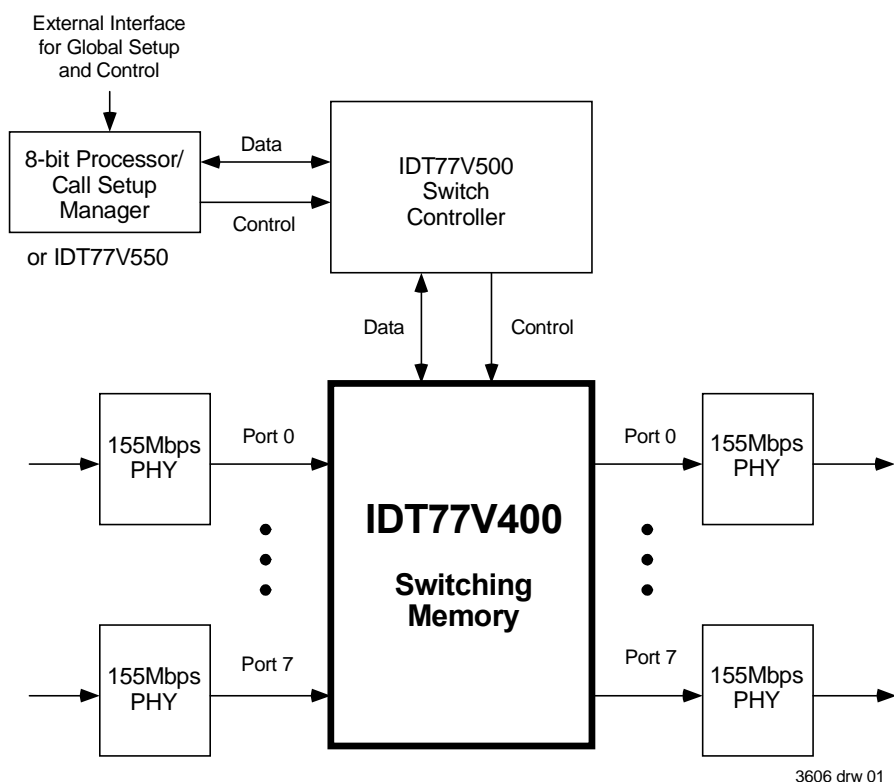 External Interface
for Global Setup
and Control
8-bit Processor/
Call Setup
Manager
or IDT77V550
Data
Control
IDT77V500
Switch
Controller
Data
Control
155Mbps
PHY
Port 0
IDT77V400
Switching
Memory
Port 0
155Mbps
PHY
155Mbps
PHY
Port 7
Port 7
155Mbps
PHY
3606 drw 01